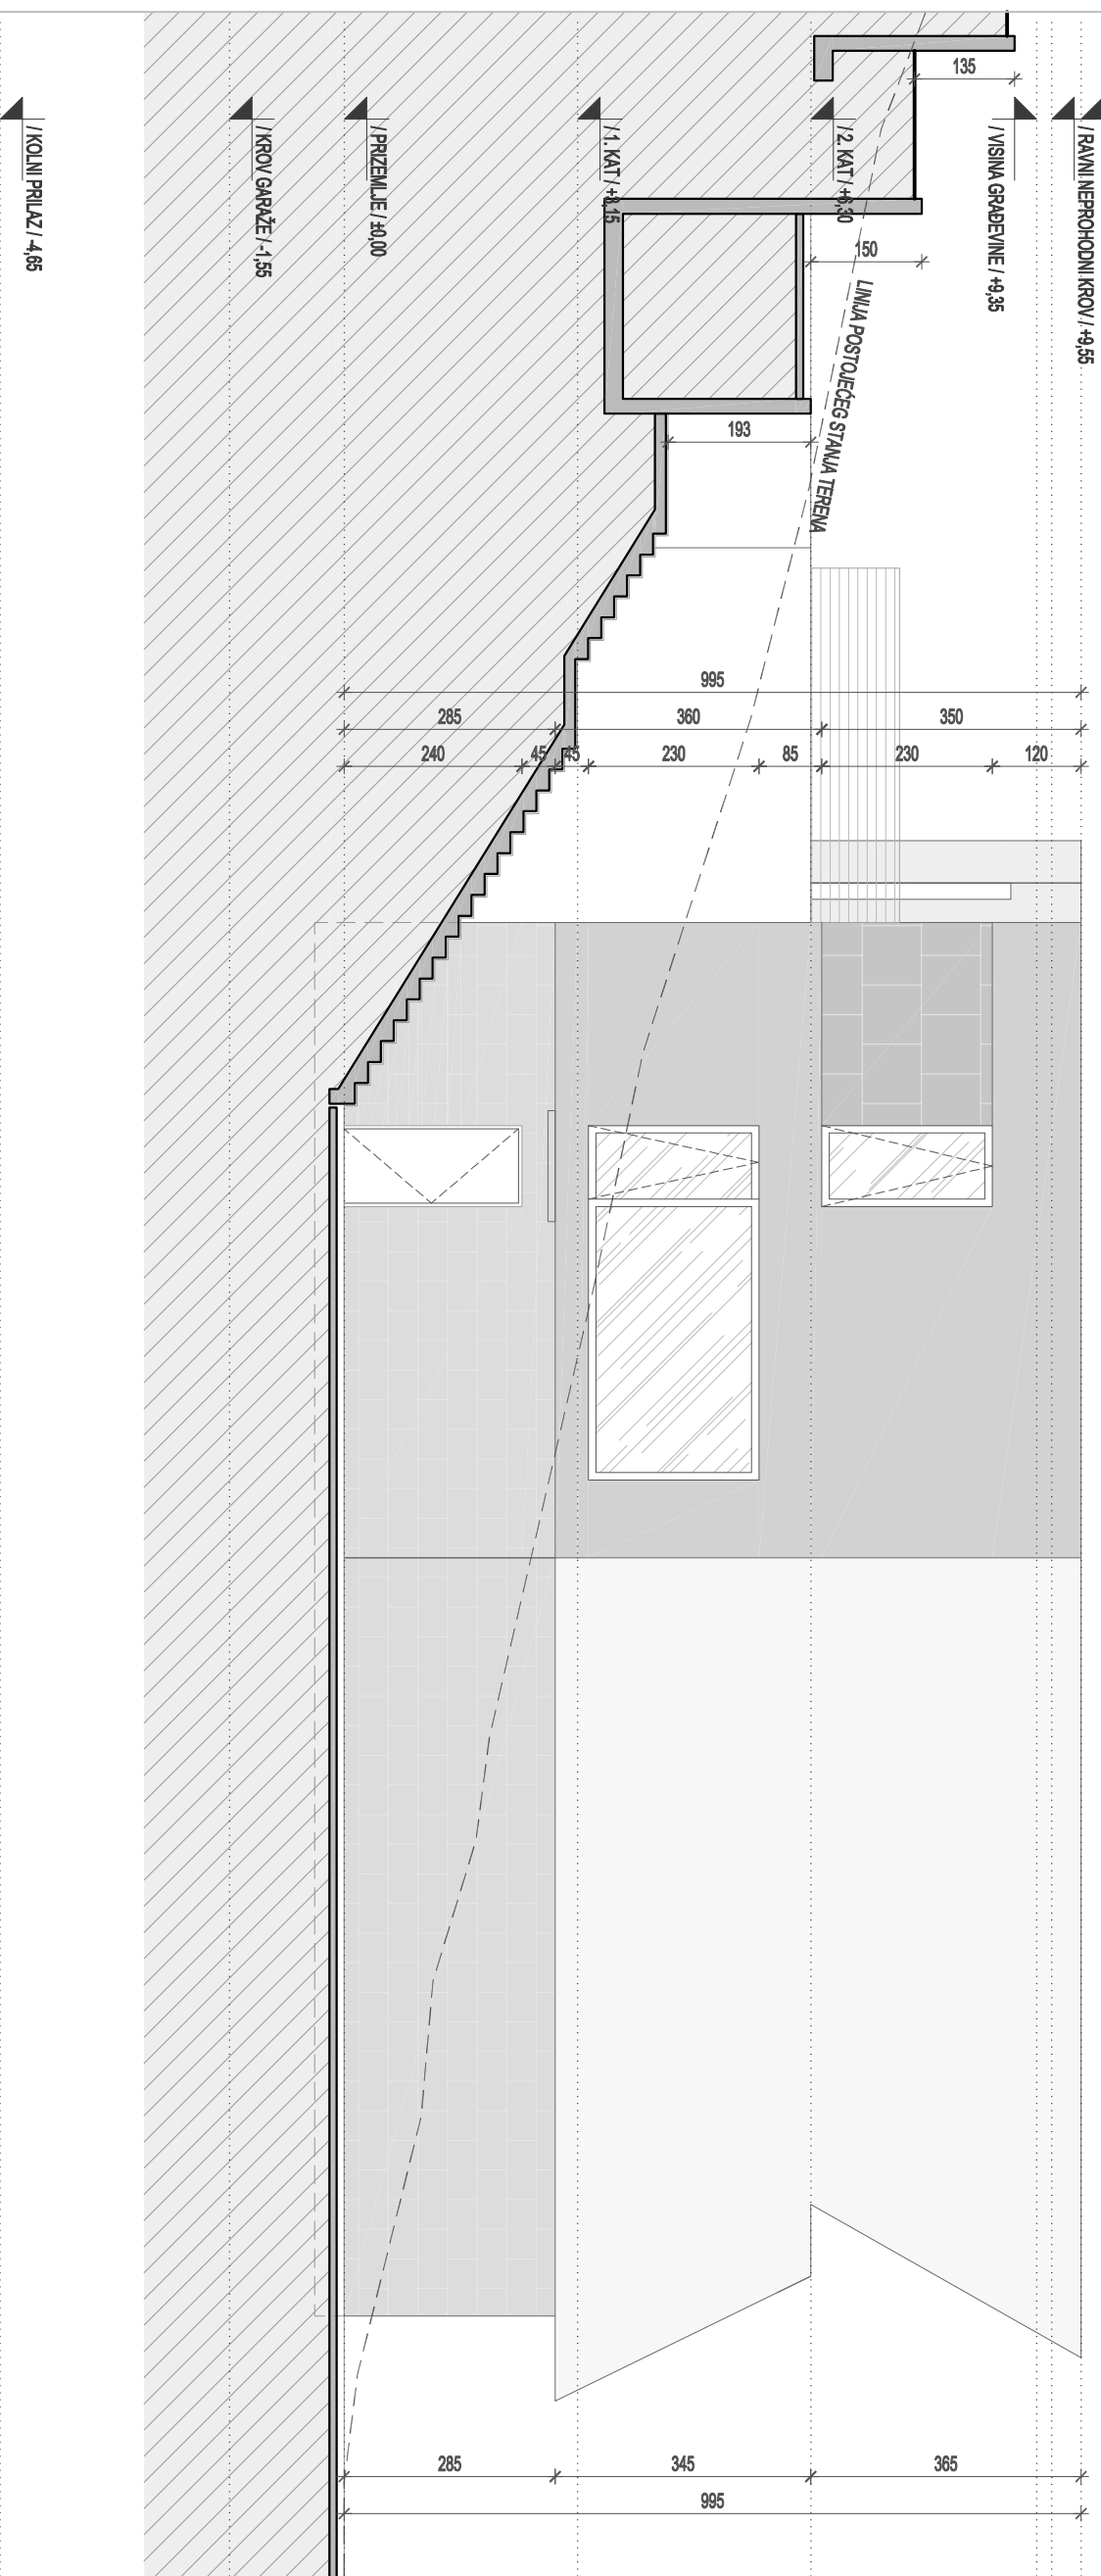 135
/ KOLNI PRILAZ / -4,65
/ KROV GARAŽE / -1,55
/ PRIZEMLJE / ±0,00
/ 1. KAT / +3,15
/ 2. KAT / +6,30
/ VISINA GRAĐEVINE / +9,35
/ RAVNI NEPROHODNI KROV / +9,55
150
LINIJA POSTOJEĆEG STANJA TERENA
193
995
285 360 350
240 45 45 230 85 230 120
285 345 365
995